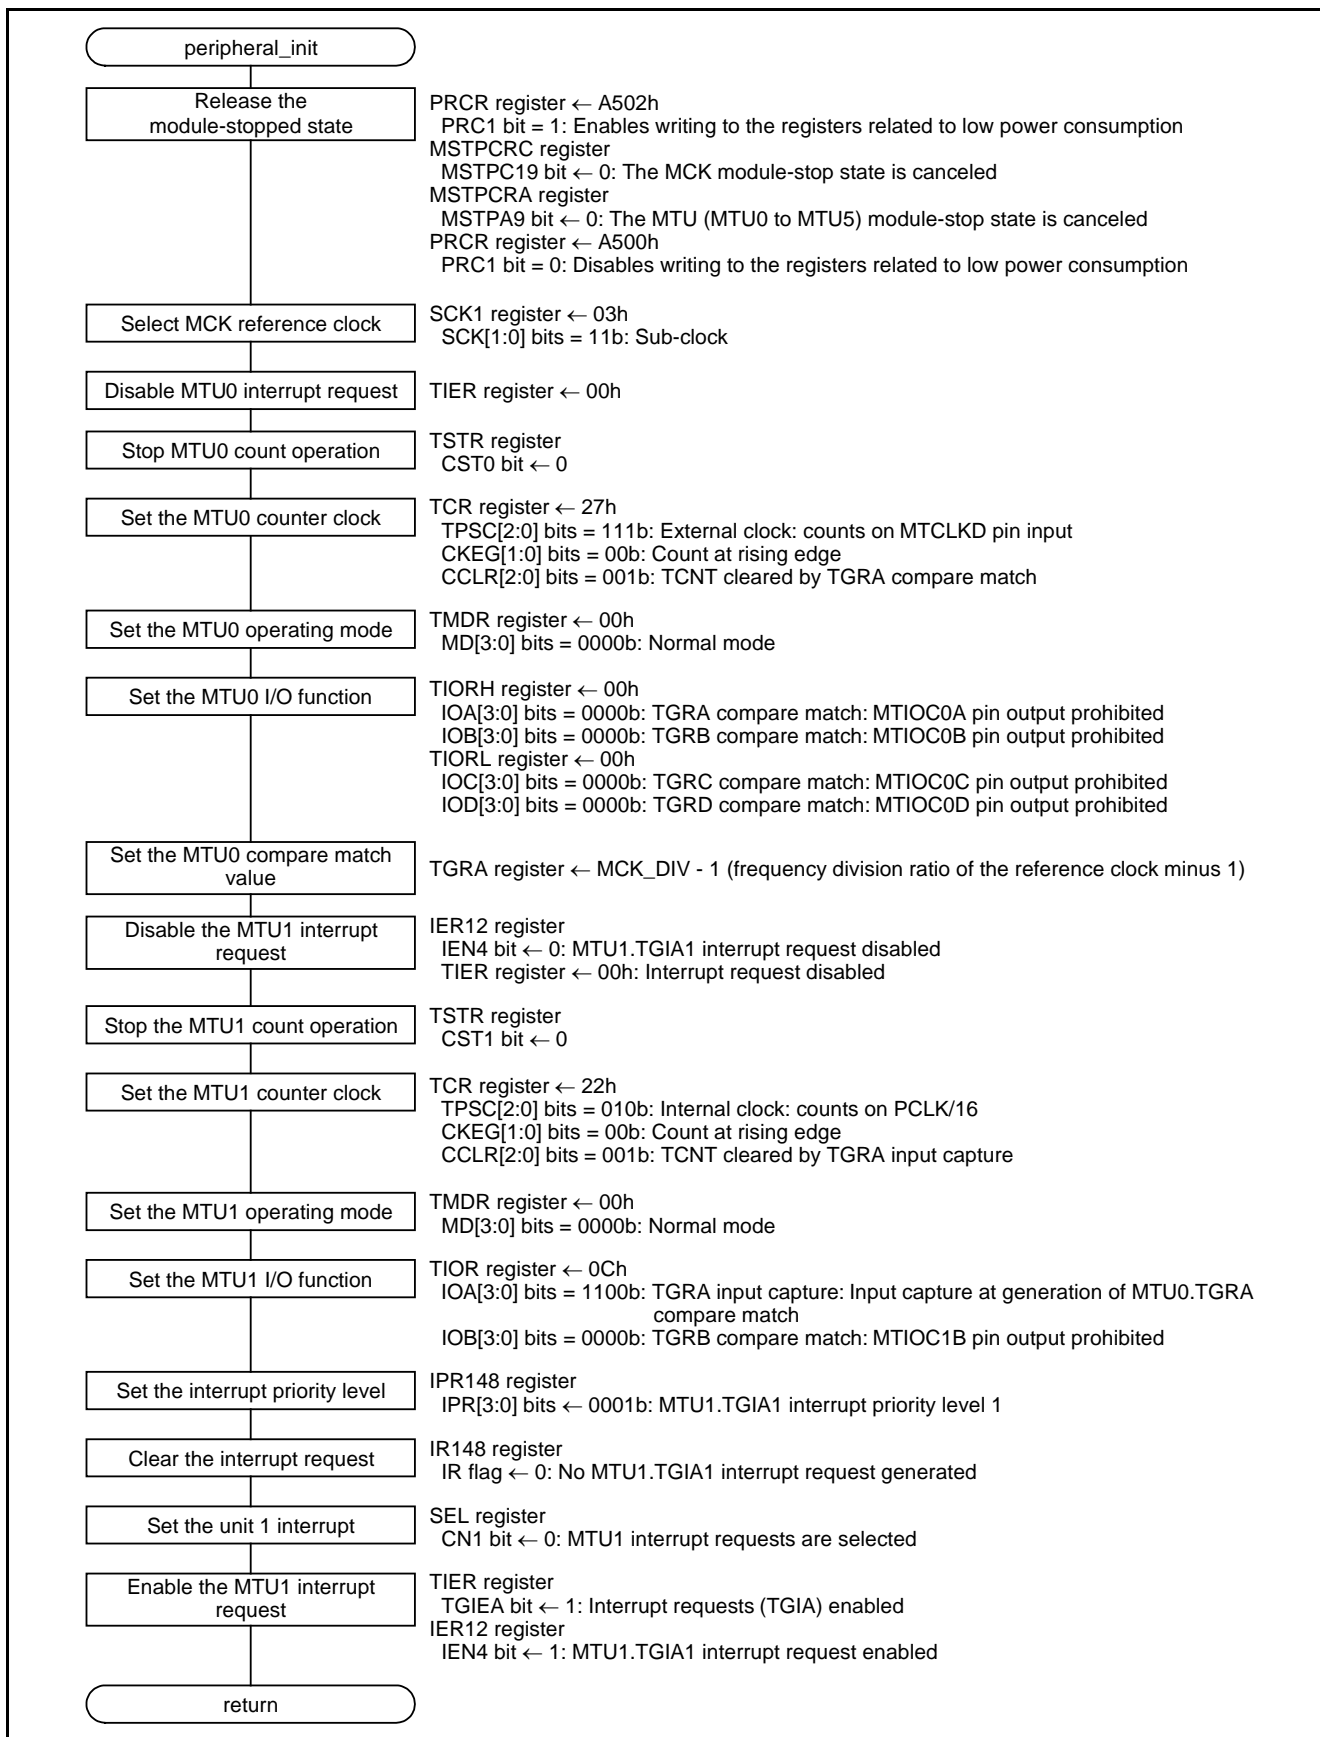 peripheral_init
Release the
module-stopped state
PRCR register ← A502h
PRC1 bit = 1: Enables writing to the registers related to low power consumption
MSTPCRC register
MSTPC19 bit ← 0: The MCK module-stop state is canceled
MSTPCRA register
MSTPA9 bit ← 0: The MTU (MTU0 to MTU5) module-stop state is canceled
PRCR register ← A500h
PRC1 bit = 0: Disables writing to the registers related to low power consumption
Select MCK reference clock
SCK1 register ← 03h
SCK[1:0] bits = 11b: Sub-clock
Disable MTU0 interrupt request
TIER register ← 00h
Stop MTU0 count operation
TSTR register
CST0 bit ← 0
Set the MTU0 counter clock
TCR register ← 27h
TPSC[2:0] bits = 111b: External clock: counts on MTCLKD pin input
CKEG[1:0] bits = 00b: Count at rising edge
CCLR[2:0] bits = 001b: TCNT cleared by TGRA compare match
Set the MTU0 operating mode
TMDR register ← 00h
MD[3:0] bits = 0000b: Normal mode
Set the MTU0 I/O function
TIORH register ← 00h
IOA[3:0] bits = 0000b: TGRA compare match: MTIOC0A pin output prohibited
IOB[3:0] bits = 0000b: TGRB compare match: MTIOC0B pin output prohibited
TIORL register ← 00h
IOC[3:0] bits = 0000b: TGRC compare match: MTIOC0C pin output prohibited
IOD[3:0] bits = 0000b: TGRD compare match: MTIOC0D pin output prohibited
Set the MTU0 compare match
value
TGRA register ← MCK_DIV - 1 (frequency division ratio of the reference clock minus 1)
Disable the MTU1 interrupt
request
IER12 register
IEN4 bit ← 0: MTU1.TGIA1 interrupt request disabled
TIER register ← 00h: Interrupt request disabled
Stop the MTU1 count operation
TSTR register
CST1 bit ← 0
Set the MTU1 counter clock
TCR register ← 22h
TPSC[2:0] bits = 010b: Internal clock: counts on PCLK/16
CKEG[1:0] bits = 00b: Count at rising edge
CCLR[2:0] bits = 001b: TCNT cleared by TGRA input capture
Set the MTU1 operating mode
TMDR register ← 00h
MD[3:0] bits = 0000b: Normal mode
Set the MTU1 I/O function
TIOR register ← 0Ch
IOA[3:0] bits = 1100b: TGRA input capture: Input capture at generation of MTU0.TGRA
compare match
IOB[3:0] bits = 0000b: TGRB compare match: MTIOC1B pin output prohibited
Set the interrupt priority level
IPR148 register
IPR[3:0] bits ← 0001b: MTU1.TGIA1 interrupt priority level 1
Clear the interrupt request
IR148 register
IR flag ← 0: No MTU1.TGIA1 interrupt request generated
Set the unit 1 interrupt
SEL register
CN1 bit ← 0: MTU1 interrupt requests are selected
Enable the MTU1 interrupt
request
TIER register
TGIEA bit ← 1: Interrupt requests (TGIA) enabled
IER12 register
IEN4 bit ← 1: MTU1.TGIA1 interrupt request enabled
return